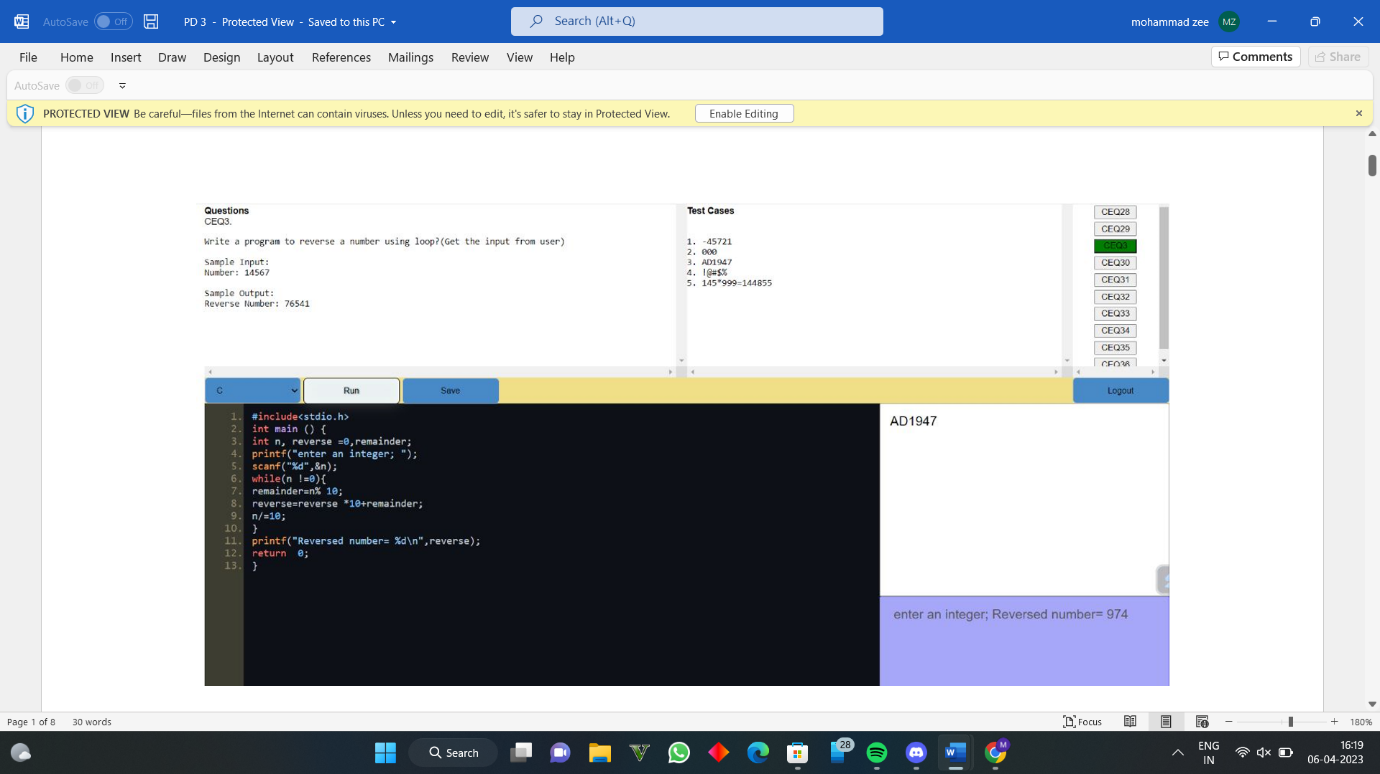 AutoSave Off PD 3 - Protected View - Saved to this PC Search (Alt+Q) mohammad zee MZ
File Home Insert Draw Design Layout References Mailings Review View Help Comments Share
AutoSave Off
PROTECTED VIEW Be careful—files from the Internet can contain viruses. Unless you need to edit, it's safer to stay in Protected View. Enable Editing
Questions
CEQ3.
Write a program to reverse a number using loop?(Get the input from user)
Sample Input:
Number: 14567
Sample Output:
Reverse Number: 76541
Test Cases
1. -45721
2. 000
3. AD1947
4. !@#$%
5. 145*999=144855
CEQ28
CEQ29
CEQ3
CEQ30
CEQ31
CEQ32
CEQ33
CEQ34
CEQ35
CEQ36
C Run Save Logout
1. #include<stdio.h>
2. int main () {
3. int n, reverse =0,remainder;
4. printf("enter an integer; ");
5. scanf("%d",&n);
6. while(n !=0){
7. remainder=n% 10;
8. reverse=reverse *10+remainder;
9. n/=10;
10. }
11. printf("Reversed number= %d\n",reverse);
12. return 0;
13. }
AD1947
enter an integer; Reversed number= 974
Page 1 of 8 30 words Focus 180%
Search 28 M ENG 16:19
IN 06-04-2023